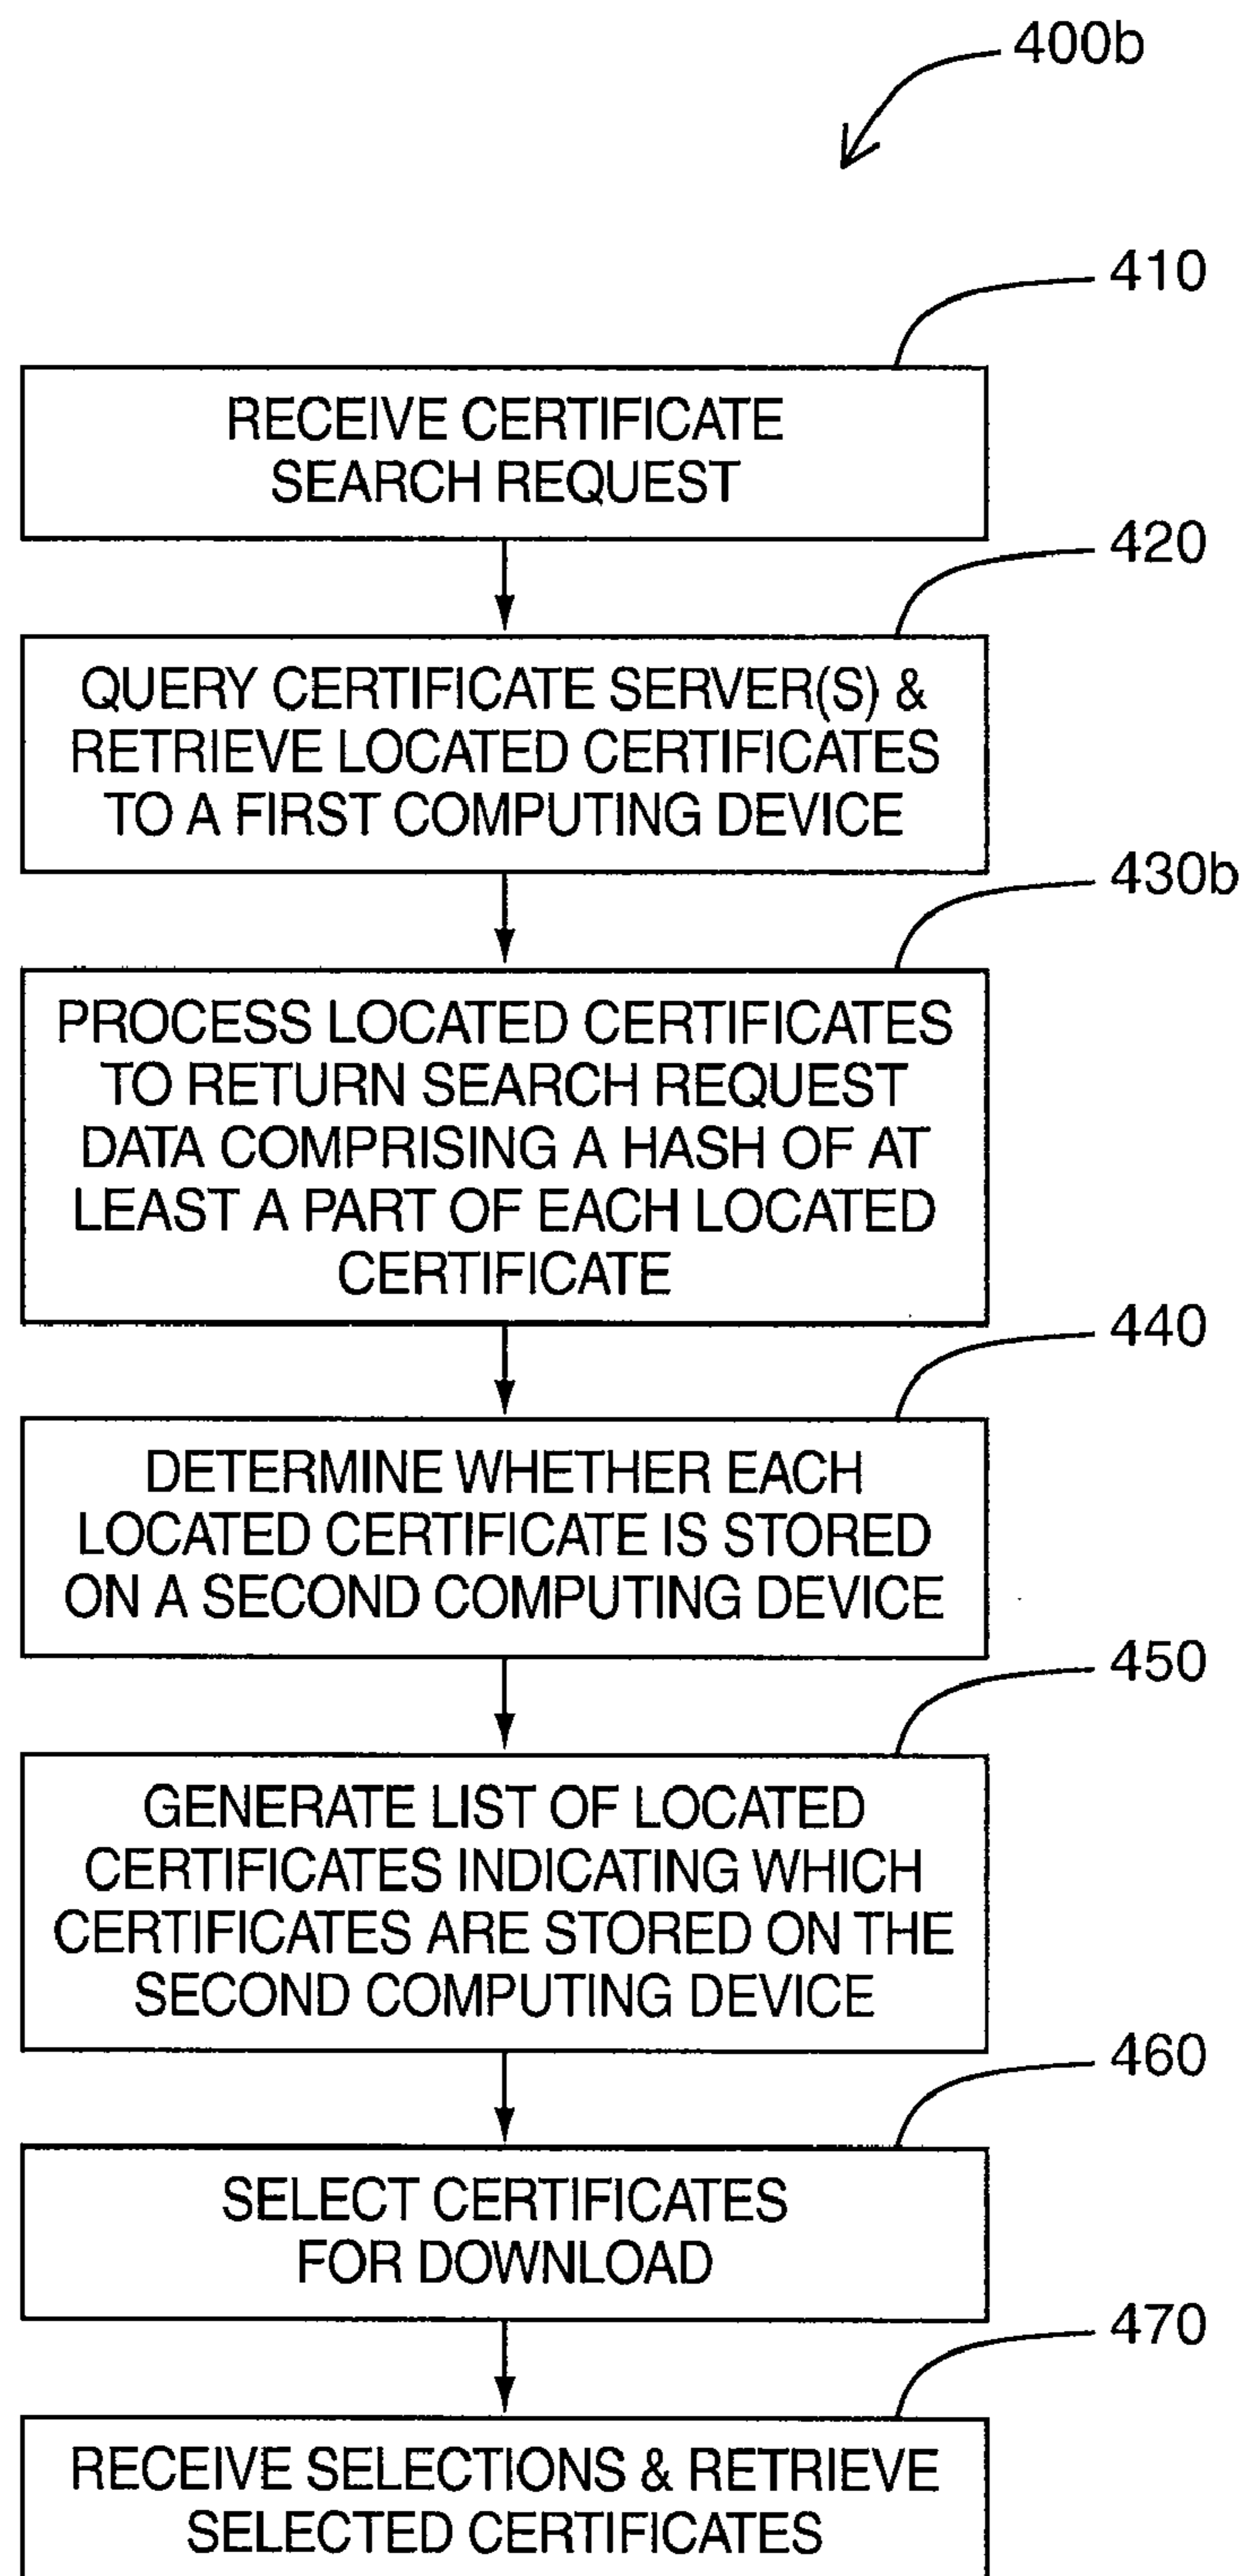 400b
410
RECEIVE CERTIFICATE
SEARCH REQUEST
420
QUERY CERTIFICATE SERVER(S) &
RETRIEVE LOCATED CERTIFICATES
TO A FIRST COMPUTING DEVICE
430b
PROCESS LOCATED CERTIFICATES
TO RETURN SEARCH REQUEST
DATA COMPRISING A HASH OF AT
LEAST A PART OF EACH LOCATED
CERTIFICATE
440
DETERMINE WHETHER EACH
LOCATED CERTIFICATE IS STORED
ON A SECOND COMPUTING DEVICE
450
GENERATE LIST OF LOCATED
CERTIFICATES INDICATING WHICH
CERTIFICATES ARE STORED ON THE
SECOND COMPUTING DEVICE
460
SELECT CERTIFICATES
FOR DOWNLOAD
470
RECEIVE SELECTIONS & RETRIEVE
SELECTED CERTIFICATES